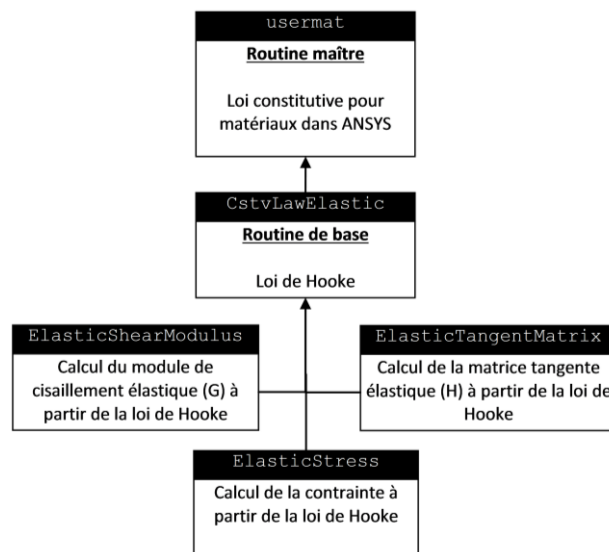 usermat
Routine maître
Loi constitutive pour
matériaux dans ANSYS
CstvLawElastic
Routine de base
Loi de Hooke
ElasticShearModulus
Calcul du module de
cisaillement élastique (G) à
partir de la loi de Hooke
ElasticTangentMatrix
Calcul de la matrice tangente
élastique (H) à partir de la loi de
Hooke
ElasticStress
Calcul de la contrainte à
partir de la loi de Hooke